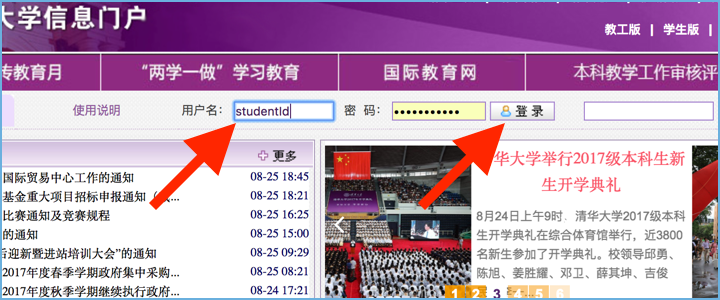 大学信息门户
教工版 | 学生版 |
传教育月
“两学一做”学习教育
国际教育网
本科教学工作审核评
使用说明
用户名: studentId
密 码: •••••••••••
登 录
更多
国际贸易中心工作的通知 08-25 18:45
基金重大项目招标申报通知 08-25 18:21
比赛通知及竞赛规程 08-25 16:25
的通知 08-25 15:00
后迎新暨进站培训大会”的通知 08-25 09:29
2017年度春季学期政府集中采购... 08-25 08:21
2017年度秋季学期继续执行政府... 08-24 17:21
华大学举行2017级本科生新
生开学典礼
8月24日上午9时,清华大学2017级本科
生开学典礼在综合体育馆举行,近3800
名新生参加了开学典礼。校领导邱勇、
陈旭、姜胜耀、邓卫、薛其坤、吉俊
1 2 3 4 5 6